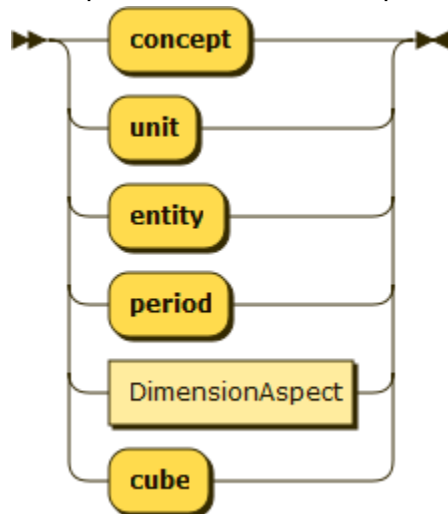 concept
unit
entity
period
DimensionAspect
cube